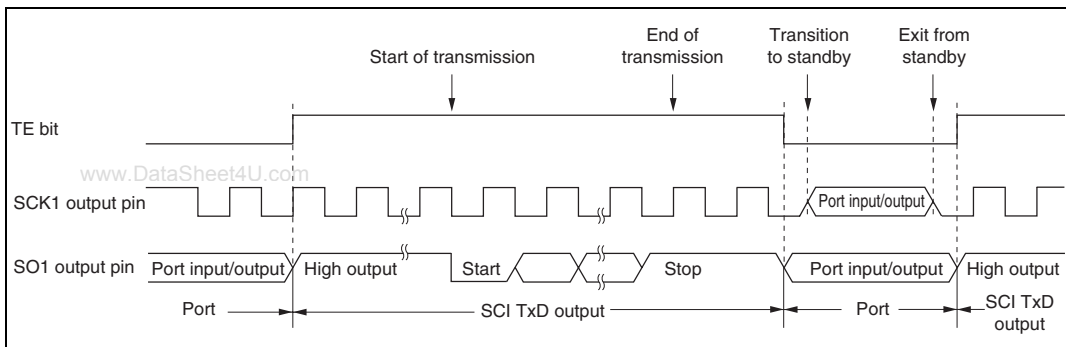 Start of transmission
End of
transmission
Transition
to standby
Exit from
standby
TE bit
www.DataSheet4U.com
SCK1 output pin
Port input/output
SO1 output pin
Port input/output
High output
Start
Stop
Port input/output
High output
Port
SCI TxD output
Port
SCI TxD
output